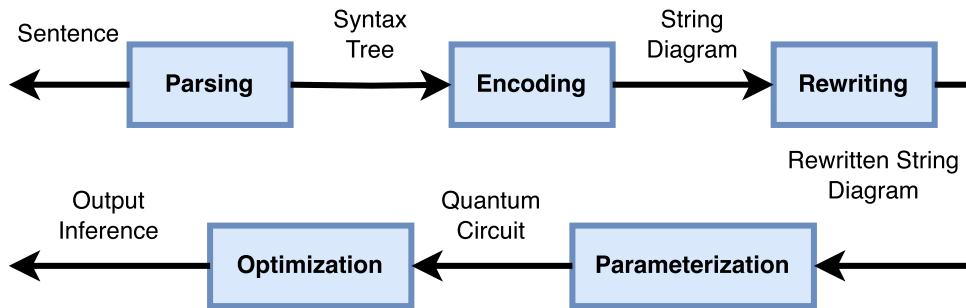 Sentence
Parsing
Syntax
Tree
Encoding
String
Diagram
Rewriting
Rewritten String
Diagram
Parameterization
Quantum
Circuit
Optimization
Output
Inference